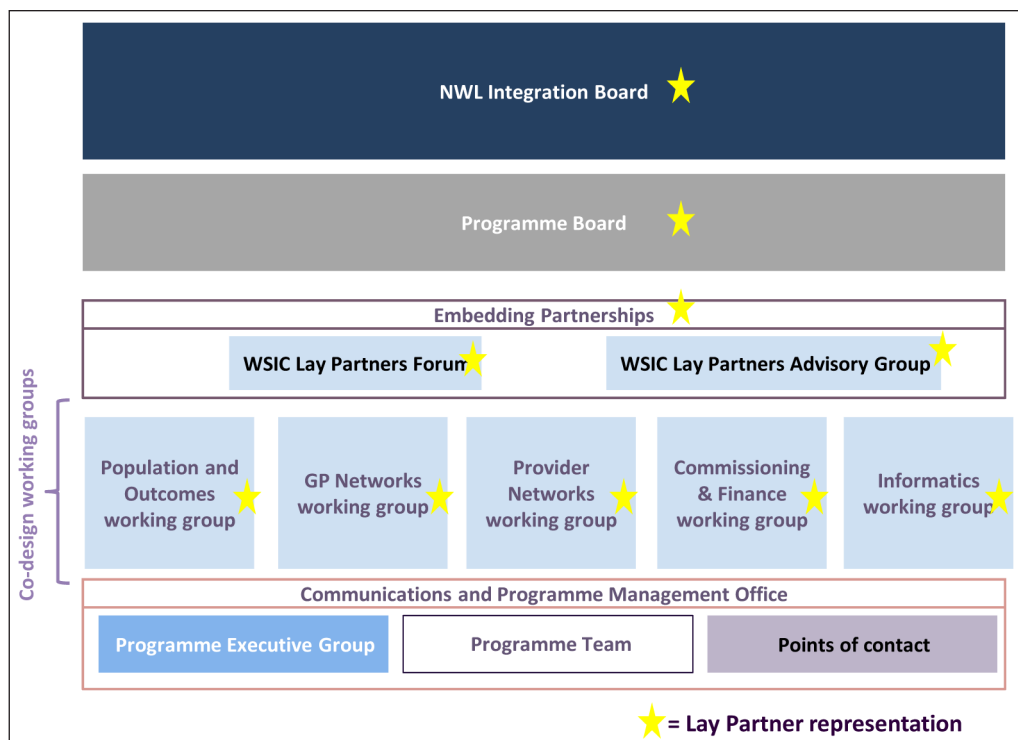 NWL Integration Board
Programme Board
Embedding Partnerships
WSIC Lay Partners Forum
WSIC Lay Partners Advisory Group
Co-design working groups
Population and
Outcomes
working group
GP Networks
working group
Provider
Networks
working group
Commissioning
& Finance
working group
Informatics
working group
Communications and Programme Management Office
Programme Executive Group
Programme Team
Points of contact
= Lay Partner representation